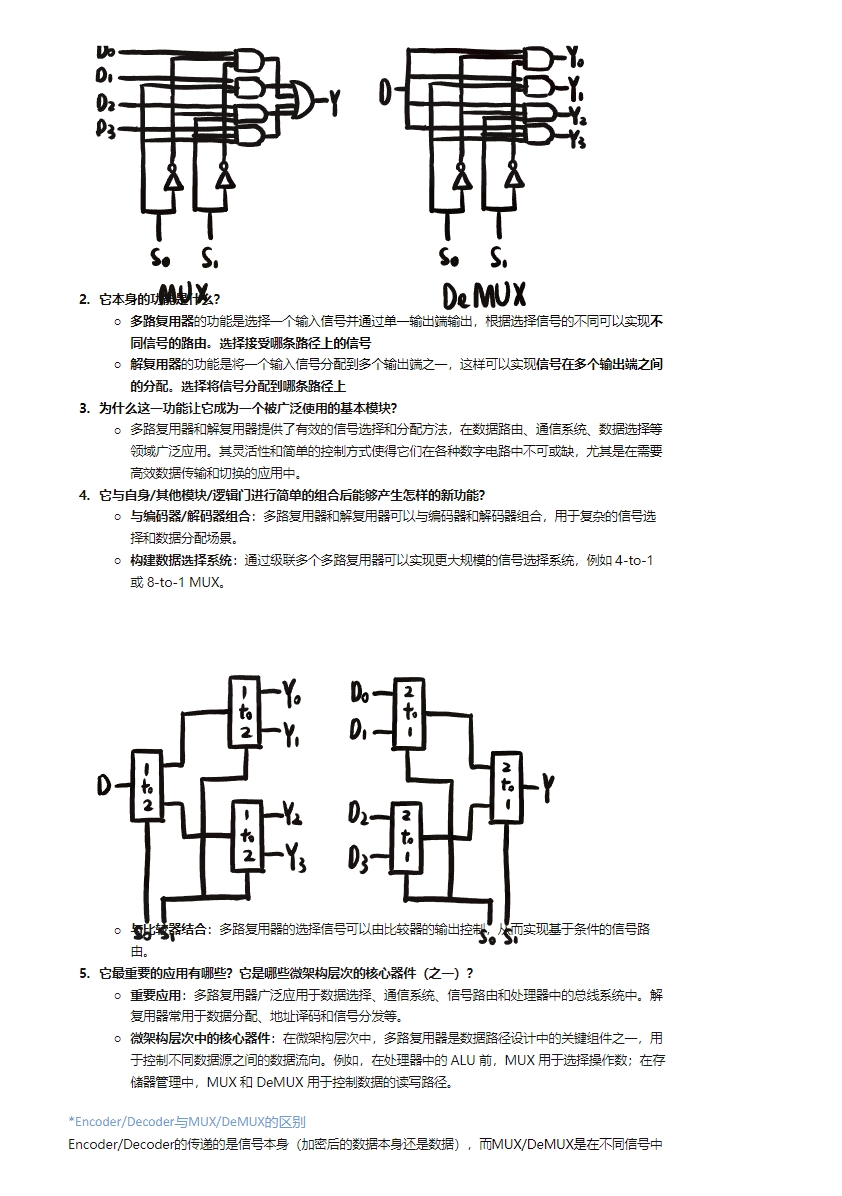 D₀
D₁
D₂
D₃
Y
S₀ S₁
MUX
D
Y₀
Y₁
Y₂
Y₃
S₀ S₁
DeMUX
2. 它本身的功能是什么?
○ 多路复用器的功能是选择一个输入信号并通过单一输出端输出，根据选择信号的不同可以实现不
同信号的路由。选择接受哪条路径上的信号
○ 解复用器的功能是将一个输入信号分配到多个输出端之一，这样可以实现信号在多个输出端之间
的分配。选择将信号分配到哪条路径上
3. 为什么这一功能让它成为一个被广泛使用的基本模块?
○ 多路复用器和解复用器提供了有效的信号选择和分配方法，在数据路由、通信系统、数据选择等
领域广泛应用。其灵活性和简单的控制方式使得它们在各种数字电路中不可或缺，尤其是在需要
高效数据传输和切换的应用中。
4. 它与自身/其他模块/逻辑门进行简单的组合后能够产生怎样的新功能?
○ 与编码器/解码器组合：多路复用器和解复用器可以与编码器和解码器组合，用于复杂的信号选
择和数据分配场景。
○ 构建数据选择系统：通过级联多个多路复用器可以实现更大规模的信号选择系统，例如 4-to-1
或 8-to-1 MUX。
D
1 to 2
1 to 2
Y₀
Y₁
1 to 2
Y₂
Y₃
S₀ S₁
D₀
D₁
2 to 1
D₂
D₃
2 to 1
2 to 1
Y
S₀ S₁
○ 与比较器结合：多路复用器的选择信号可以由比较器的输出控制，从而实现基于条件的信号路
由。
5. 它最重要的应用有哪些？它是哪些微架构层次的核心器件（之一）?
○ 重要应用：多路复用器广泛应用于数据选择、通信系统、信号路由和处理器中的总线系统中。解
复用器常用于数据分配、地址译码和信号分发等。
○ 微架构层次中的核心器件：在微架构层次中，多路复用器是数据路径设计中的关键组件之一，用
于控制不同数据源之间的数据流向。例如，在处理器中的 ALU 前，MUX 用于选择操作数；在存
储器管理中，MUX 和 DeMUX 用于控制数据的读写路径。
*Encoder/Decoder与MUX/DeMUX的区别
Encoder/Decoder的传递的是信号本身（加密后的数据本身还是数据），而MUX/DeMUX是在不同信号中